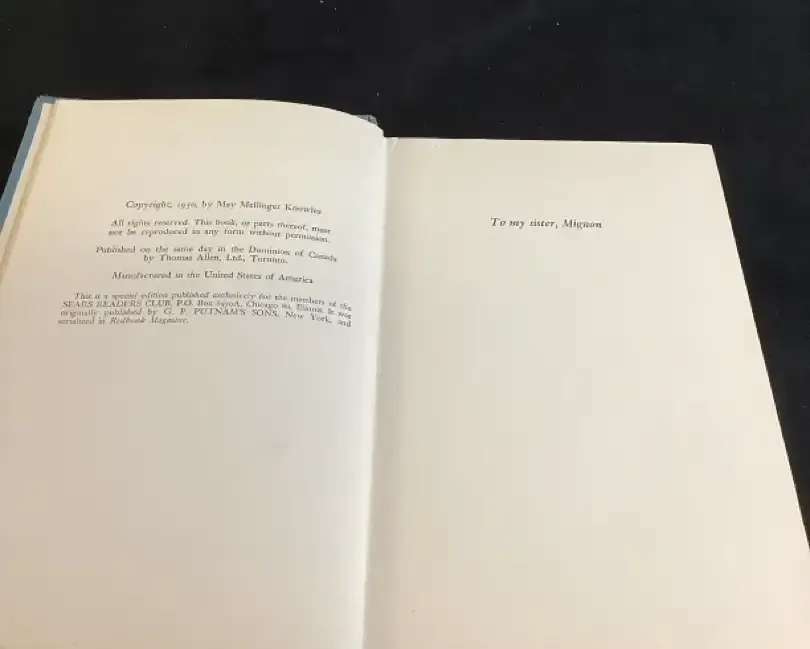 Copyright, 1950, by May Mellinger Knowles
All rights reserved. This book, or parts thereof, must
not be reproduced in any form without permission.
Published on the same day in the Dominion of Canada
by Thomas Allen, Ltd., Toronto.
Manufactured in the United States of America
This is a special edition published exclusively for the members of the
SEARS READERS CLUB, P.O. Box Chicago 80, Illinois. It was
originally published by G. P. PUTNAM'S SONS, New York, and
serialized in Redbook Magazine.
To my sister, Mignon